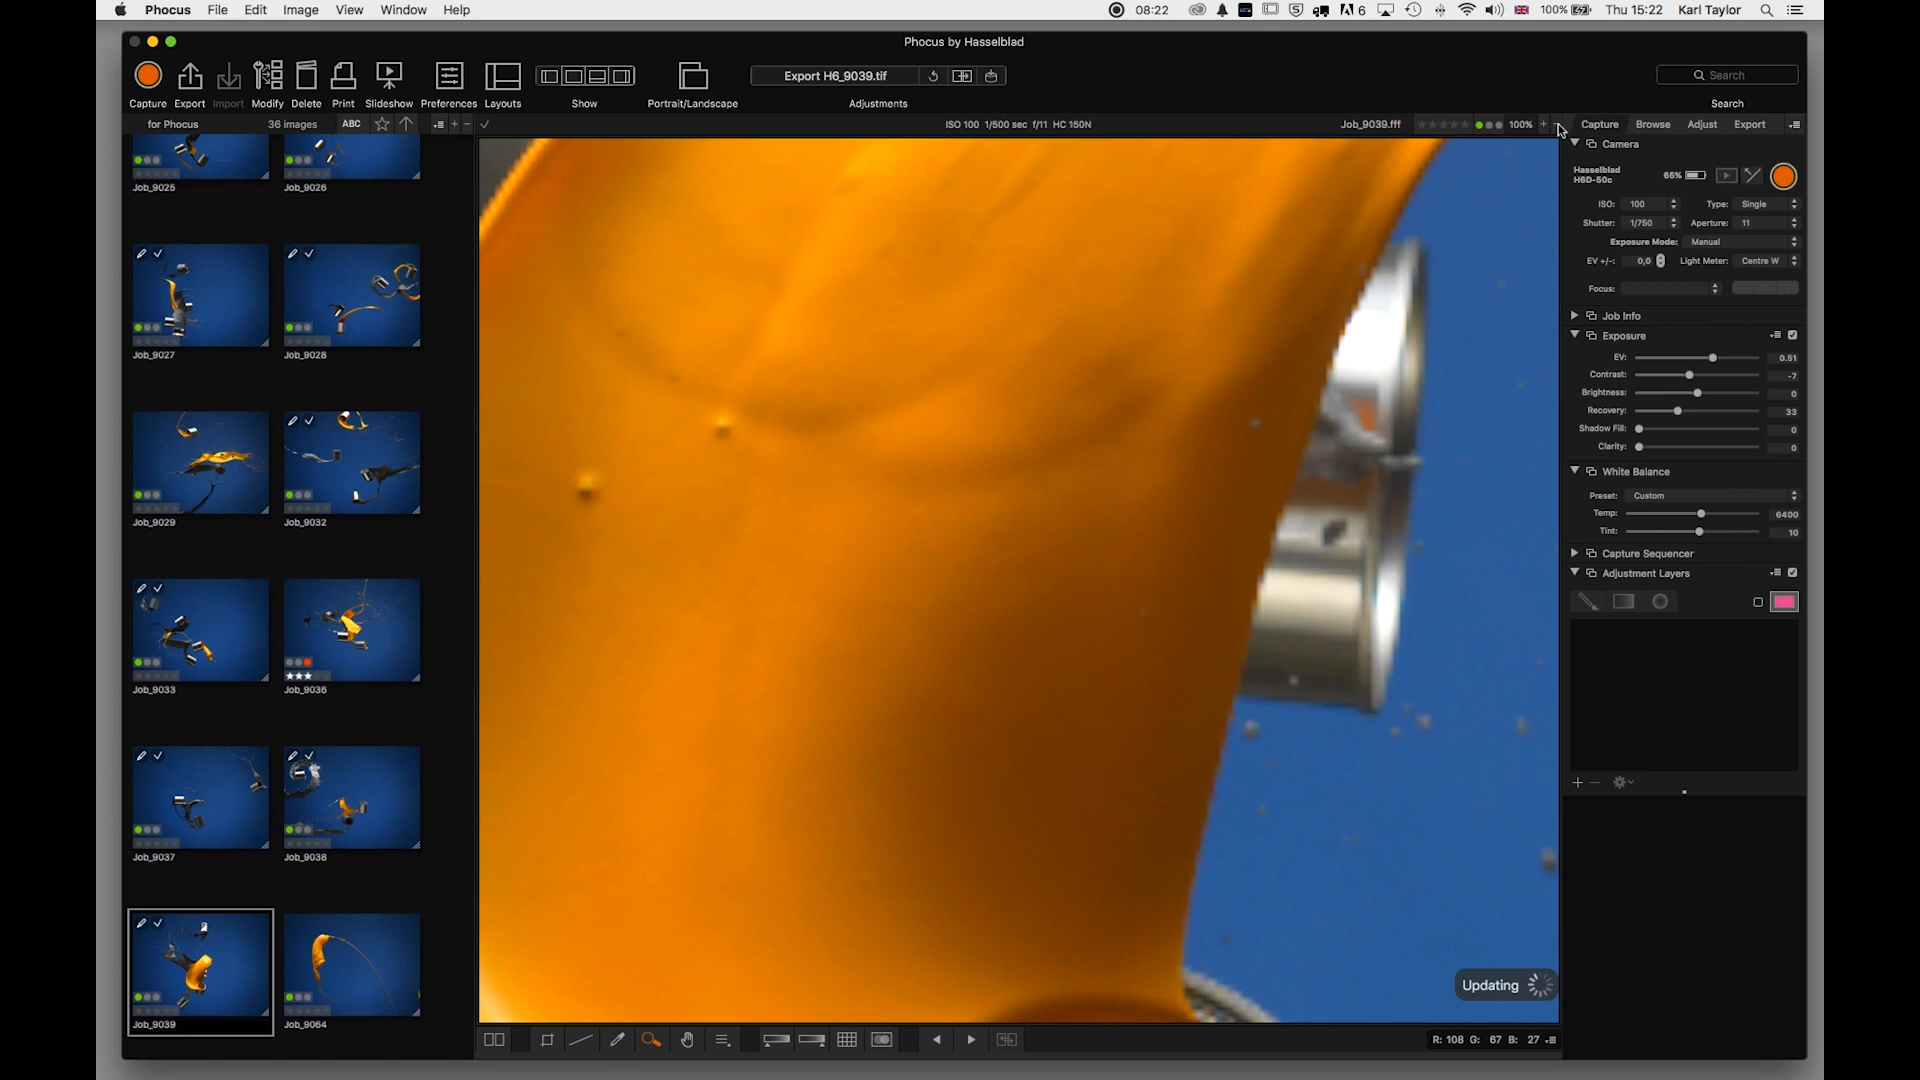 Phocus File Edit Image View Window Help
08:22 6 100% Thu 15:22 Karl Taylor
Phocus by Hasselblad
Export H6_9039.tif
Search
Capture Export Import Modify Delete Print Slideshow Preferences Layouts Show Portrait/Landscape Adjustments Search
for Phocus 36 images ABC
ISO 100 1/500 sec f/11 HC 150N
Job_9039.fff 100% + −
Capture Browse Adjust Export
Camera
Hasselblad
H6D-50c
65%
ISO: 100 Type: Single
Shutter: 1/750 Aperture: 11
Exposure Mode: Manual
EV +/-: 0,0 Light Meter: Centre W
Focus:
Job Info
Exposure
EV: 0.51
Contrast: -7
Brightness: 0
Recovery: 33
Shadow Fill: 0
Clarity: 0
White Balance
Preset: Custom
Temp: 6400
Tint: 10
Capture Sequencer
Adjustment Layers
Job_9025 Job_9026
Job_9027 Job_9028
Job_9029 Job_9032
Job_9033 Job_9036
Job_9037 Job_9038
Job_9039 Job_9064
Updating
R: 108 G: 67 B: 27